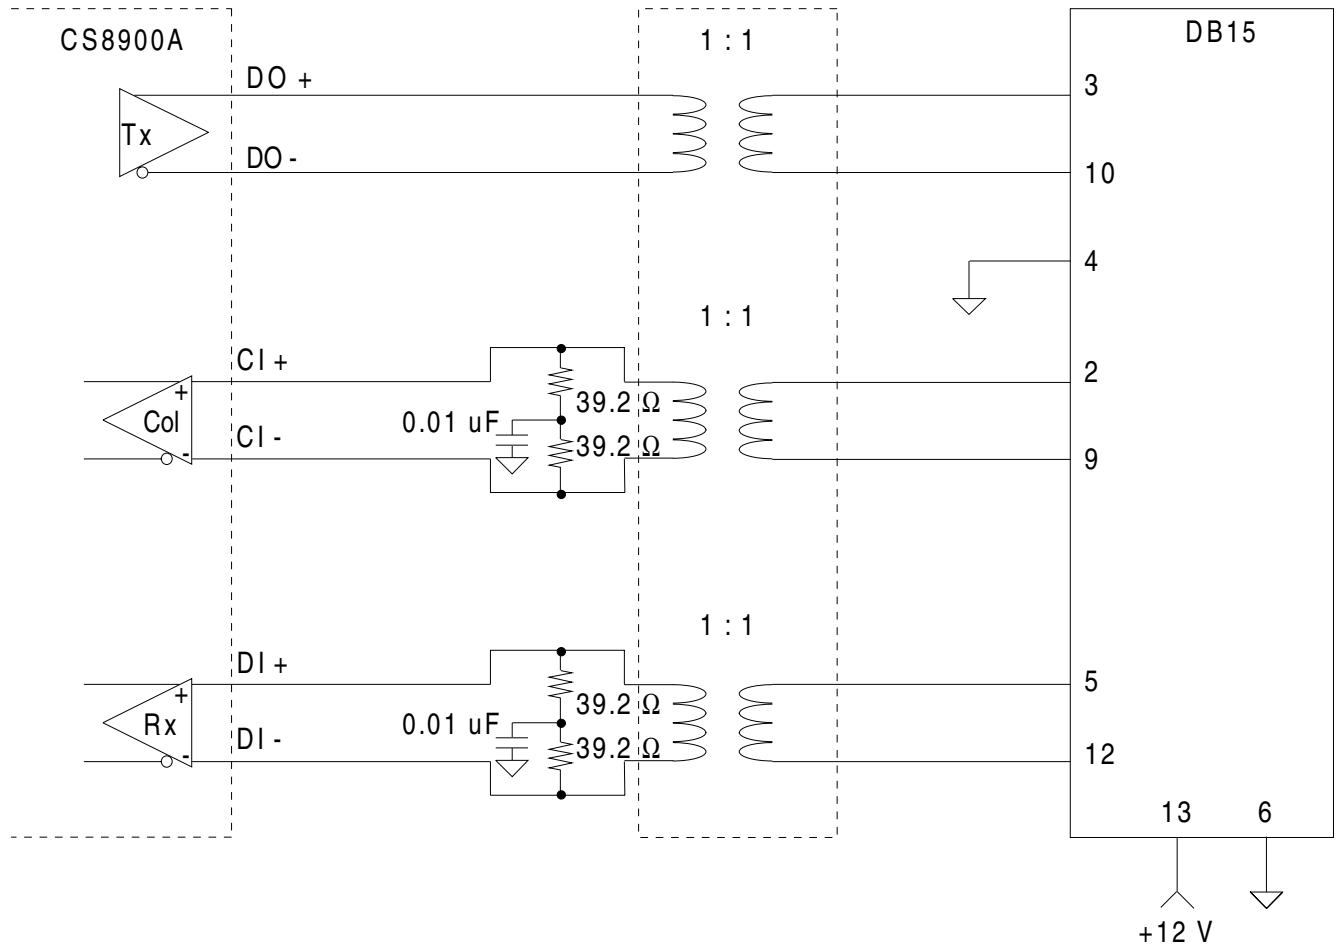 CS8900A
1 : 1
DB15
DO +
3
Tx
DO -
10
4
1 : 1
CI +
2
+
39.2 Ω
Col
0.01 uF
CI -
39.2 Ω
-
9
1 : 1
DI +
5
+
39.2 Ω
Rx
0.01 uF
DI -
39.2 Ω
-
12
13
6
+12 V